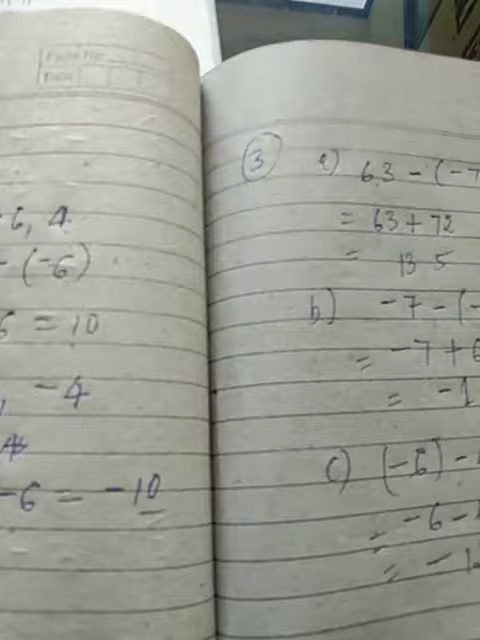 Page No.
Date
-6, 4
- (-6)
6 = 10
, -4
-6 = -10
3 a) 63 - (-7
= 63 + 72
= 135
b) -7 - (-
= -7 + 6
= -1
c) (-6) -
= -6 -
= -1